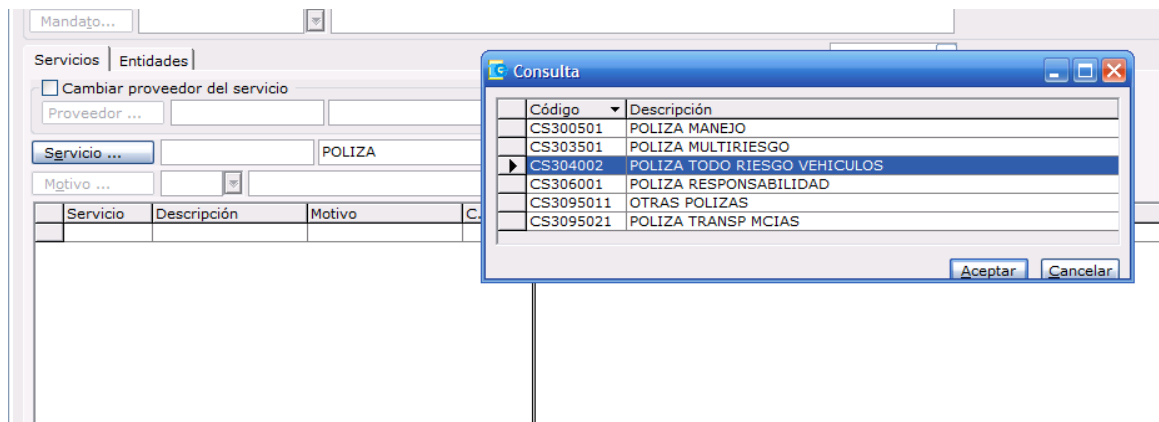 Mandato...
Servicios Entidades
Cambiar proveedor del servicio
Proveedor ...
Servicio ... POLIZA
Motivo ...
Servicio Descripción Motivo C.
Consulta
Código Descripción
CS300501 POLIZA MANEJO
CS303501 POLIZA MULTIRIESGO
CS304002 POLIZA TODO RIESGO VEHICULOS
CS306001 POLIZA RESPONSABILIDAD
CS3095011 OTRAS POLIZAS
CS3095021 POLIZA TRANSP MCIAS
Aceptar Cancelar